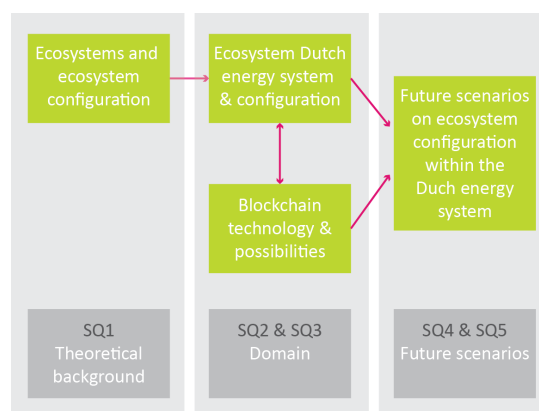 Ecosystems and
ecosystem
configuration
Ecosystem Dutch
energy system
& configuration
Blockchain
technology &
possibilities
Future scenarios
on ecosystem
configuration
within the
Duch energy
system
SQ1
Theoretical
background
SQ2 & SQ3
Domain
SQ4 & SQ5
Future scenarios